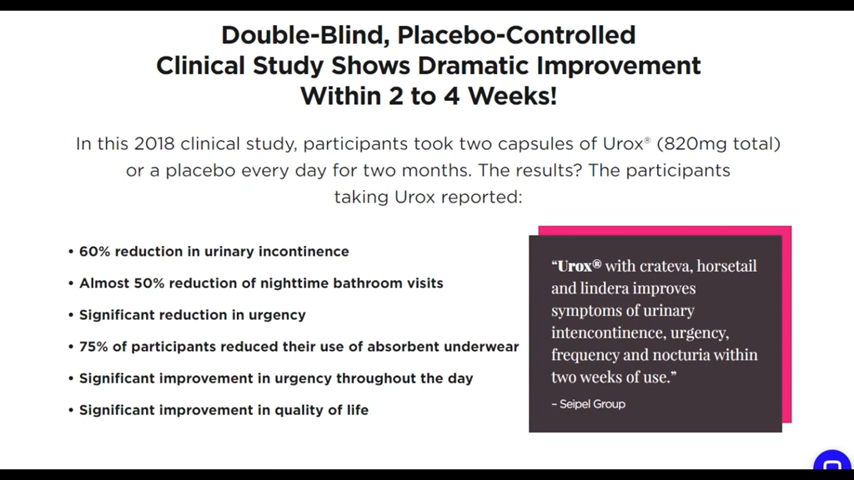 Double-Blind, Placebo-Controlled
Clinical Study Shows Dramatic Improvement
Within 2 to 4 Weeks!
In this 2018 clinical study, participants took two capsules of Urox® (820mg total)
or a placebo every day for two months. The results? The participants
taking Urox reported:
• 60% reduction in urinary incontinence
• Almost 50% reduction of nighttime bathroom visits
• Significant reduction in urgency
• 75% of participants reduced their use of absorbent underwear
• Significant improvement in urgency throughout the day
• Significant improvement in quality of life
“Urox® with crateva, horsetail
and lindera improves
symptoms of urinary
intencontinence, urgency,
frequency and nocturia within
two weeks of use.”
– Seipel Group